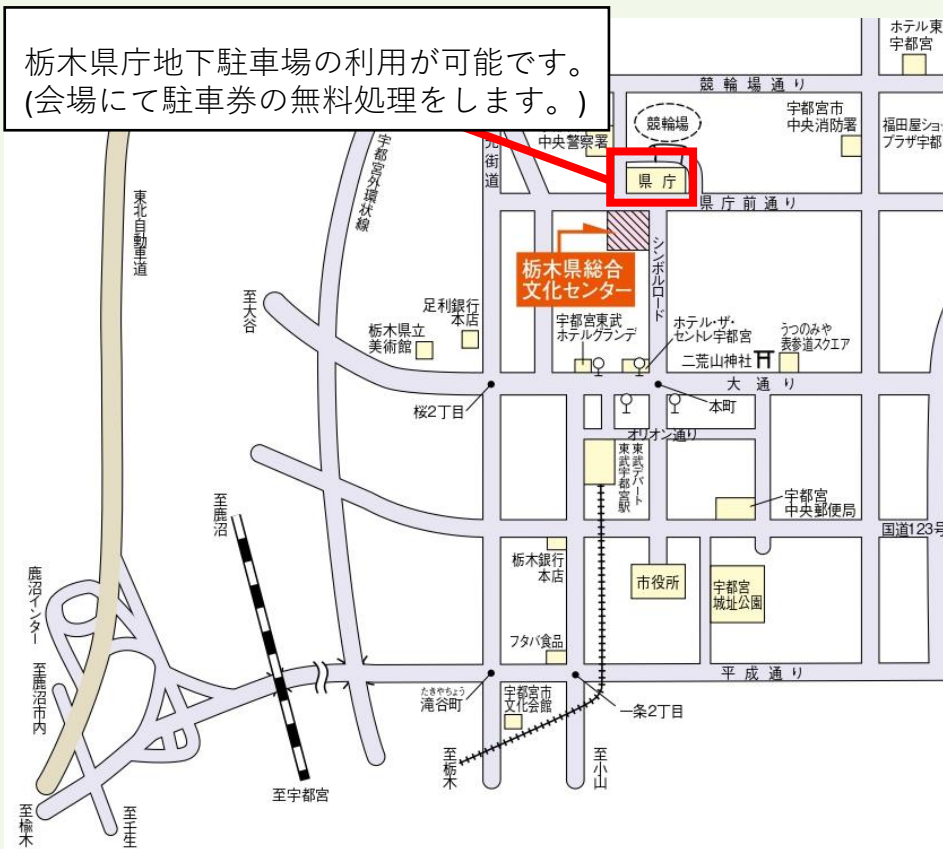 栃木県庁地下駐車場の利用が可能です。
(会場にて駐車券の無料処理をします。)
ホテル東
宇都宮
競輪場通り
競輪場
中央警察署
宇都宮市
中央消防署
福田屋ショッ
プラザ宇都
光街道
宇都宮外環状線
東北自動車道
県庁
県庁前通り
シンボルロード
栃木県総合
文化センター
至大谷
足利銀行
本店
栃木県立
美術館
宇都宮東武
ホテルグランデ
ホテル・ザ・
セントレ宇都宮
うつのみや
表参道スクエア
二荒山神社
大通り
桜2丁目
本町
オリオン通り
東武デパート
東武宇都宮駅
宇都宮
中央郵便局
国道123号
至鹿沼
栃木銀行
本店
市役所
宇都宮
城址公園
鹿沼インター
至鹿沼市内
フタバ食品
平成通り
たきやちょう
滝谷町
宇都宮市
文化会館
一条2丁目
至栃木
至小山
至宇都宮
至楡木
至壬生